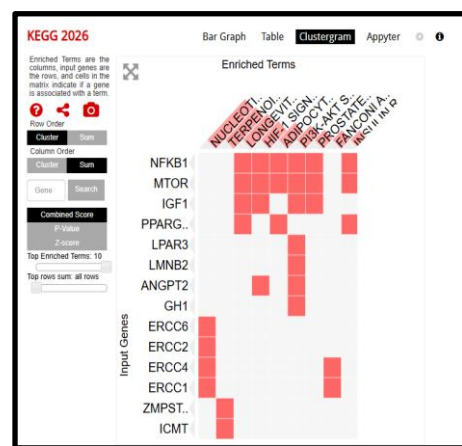 KEGG 2026
Bar Graph Table Clustergram Appyter
Enriched Terms are the
columns, input genes are
the rows, and cells in the
matrix indicate if a gene
is associated with a term.
Row Order
Cluster Sum
Column Order
Cluster Sum
Gene Search
Combined Score
P-Value
Z-score
Top Enriched Terms: 10
Top rows sum: all rows
Enriched Terms
NUCLEOTI..
TERPENOI..
LONGEVIT..
HIF-1 SIGN..
ADIPOCYT..
PI3K-AKT S..
PROSTATE..
FANCONI A..
INSULIN R..
Input Genes
NFKB1
MTOR
IGF1
PPARG..
LPAR3
LMNB2
ANGPT2
GH1
ERCC6
ERCC2
ERCC4
ERCC1
ZMPST..
ICMT